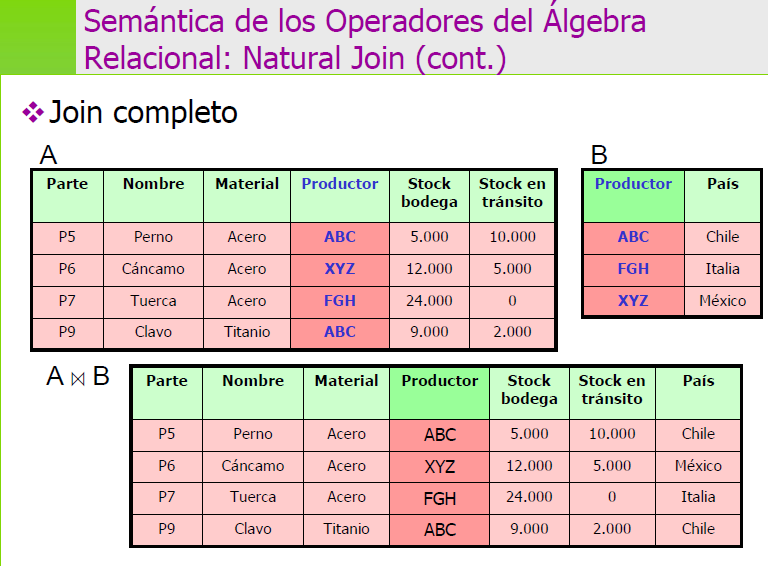 Semántica de los Operadores del Álgebra
Relacional: Natural Join (cont.)
❖Join completo
A
Parte Nombre Material Productor Stock bodega Stock en tránsito
P5 Perno Acero ABC 5.000 10.000
P6 Cáncamo Acero XYZ 12.000 5.000
P7 Tuerca Acero FGH 24.000 0
P9 Clavo Titanio ABC 9.000 2.000
B
Productor País
ABC Chile
FGH Italia
XYZ México
A ⋈ B
Parte Nombre Material Productor Stock bodega Stock en tránsito País
P5 Perno Acero ABC 5.000 10.000 Chile
P6 Cáncamo Acero XYZ 12.000 5.000 México
P7 Tuerca Acero FGH 24.000 0 Italia
P9 Clavo Titanio ABC 9.000 2.000 Chile